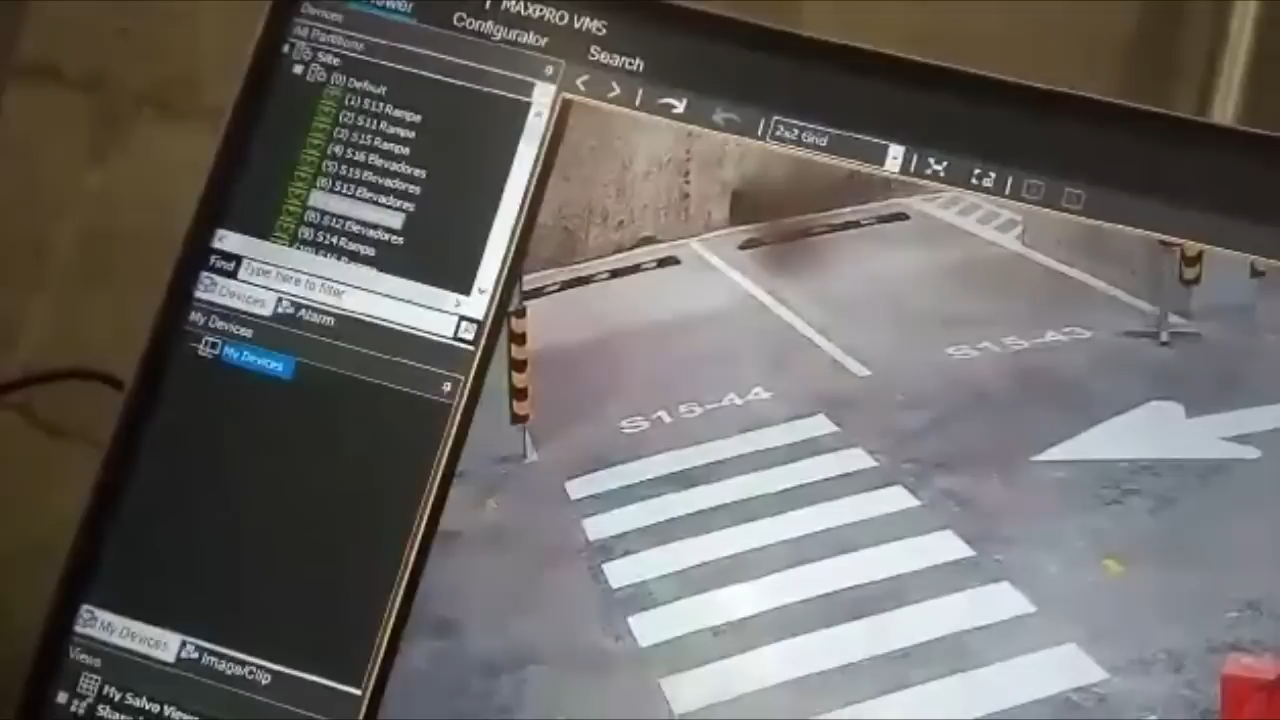 MAXPRO VMS
Configurator
Search
Devices
All Partitions
Site
(0) Default
(1) S13 Rampa
(2) S11 Rampa
(3) S15 Rampa
(4) S16 Elevadores
(5) S15 Elevadores
(6) S13 Elevadores
(8) S12 Elevadores
(9) S14 Rampa
2x2 Grid
Find
Type here to filter
Devices
Alarm
My Devices
My Devices
S15-43
S15-44
My Devices
Image/Clip
Views
My Salvo View